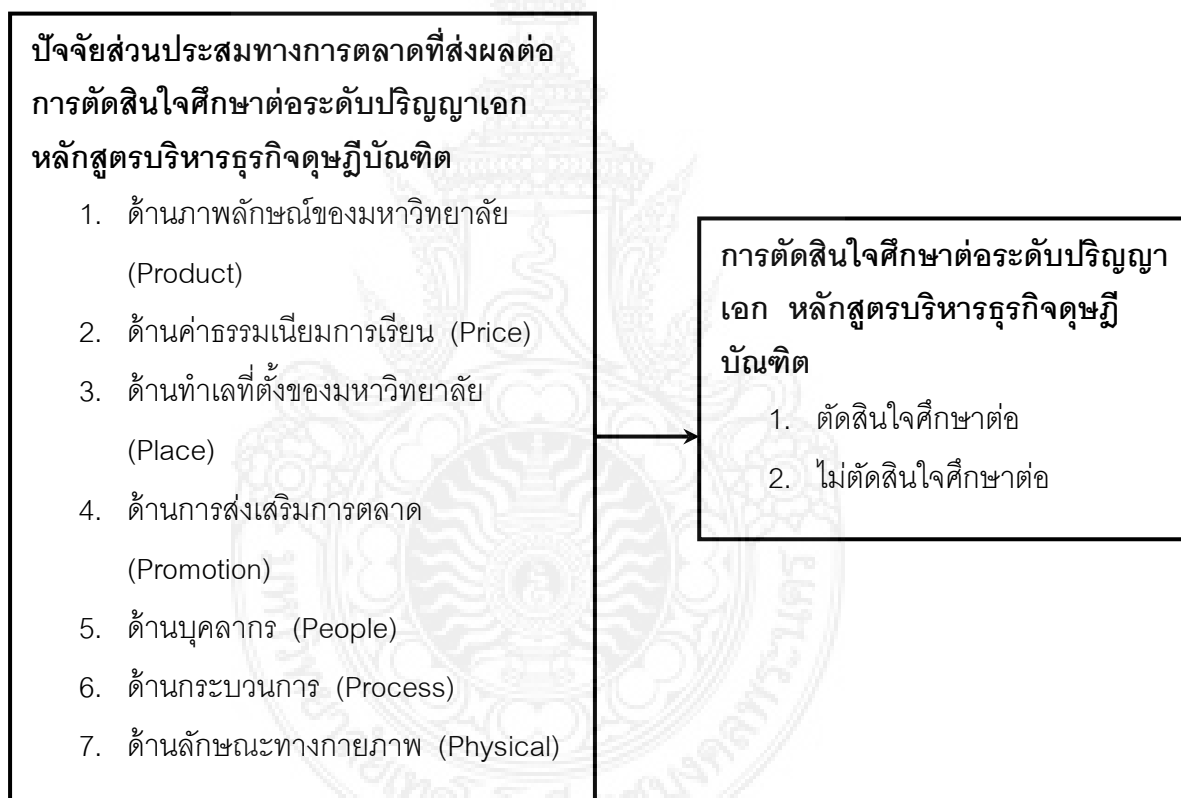 ปัจจัยส่วนประสมทางการตลาดที่ส่งผลต่อ
การตัดสินใจศึกษาต่อระดับปริญญาเอก
หลักสูตรบริหารธุรกิจดุษฎีบัณฑิต
1. ด้านภาพลักษณ์ของมหาวิทยาลัย
(Product)
2. ด้านค่าธรรมเนียมการเรียน (Price)
3. ด้านทำเลที่ตั้งของมหาวิทยาลัย
(Place)
4. ด้านการส่งเสริมการตลาด
(Promotion)
5. ด้านบุคลากร (People)
6. ด้านกระบวนการ (Process)
7. ด้านลักษณะทางกายภาพ (Physical)
การตัดสินใจศึกษาต่อระดับปริญญา
เอก หลักสูตรบริหารธุรกิจดุษฎี
บัณฑิต
1. ตัดสินใจศึกษาต่อ
2. ไม่ตัดสินใจศึกษาต่อ